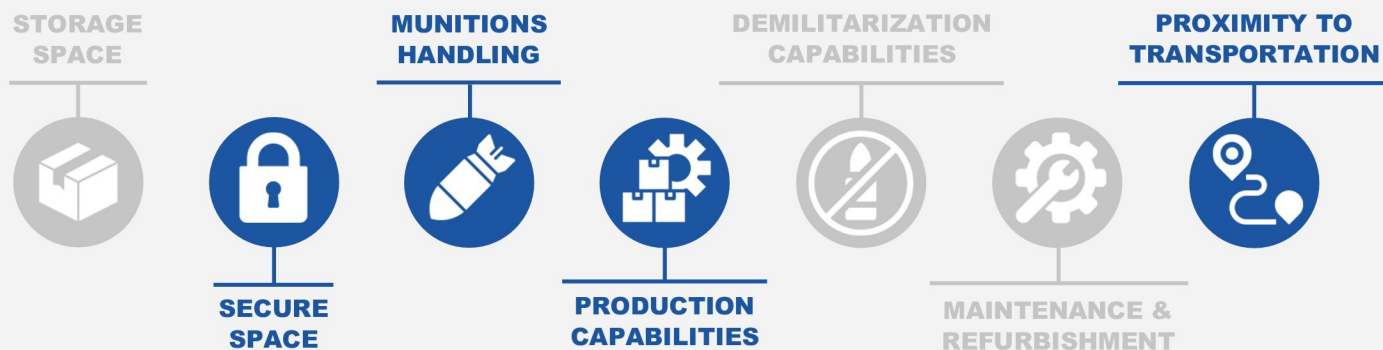 STORAGE
SPACE
SECURE
SPACE
MUNITIONS
HANDLING
PRODUCTION
CAPABILITIES
DEMILITARIZATION
CAPABILITIES
MAINTENANCE &
REFURBISHMENT
PROXIMITY TO
TRANSPORTATION